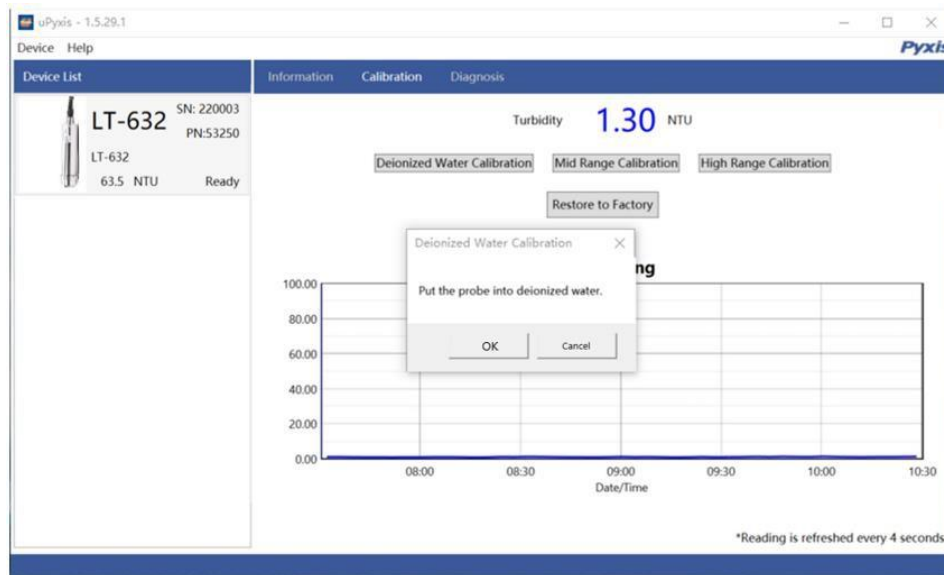 uPyxis - 1.5.29.1
Device Help
Pyxis
Device List
Information Calibration Diagnosis
LT-632
SN: 220003
PN:53250
LT-632
63.5 NTU Ready
Turbidity 1.30 NTU
Deionized Water Calibration Mid Range Calibration High Range Calibration
Restore to Factory
Deionized Water Calibration
Put the probe into deionized water.
OK Cancel
ng
100.00
80.00
60.00
40.00
20.00
0.00
08:00 08:30 09:00 09:30 10:00 10:30
Date/Time
*Reading is refreshed every 4 seconds